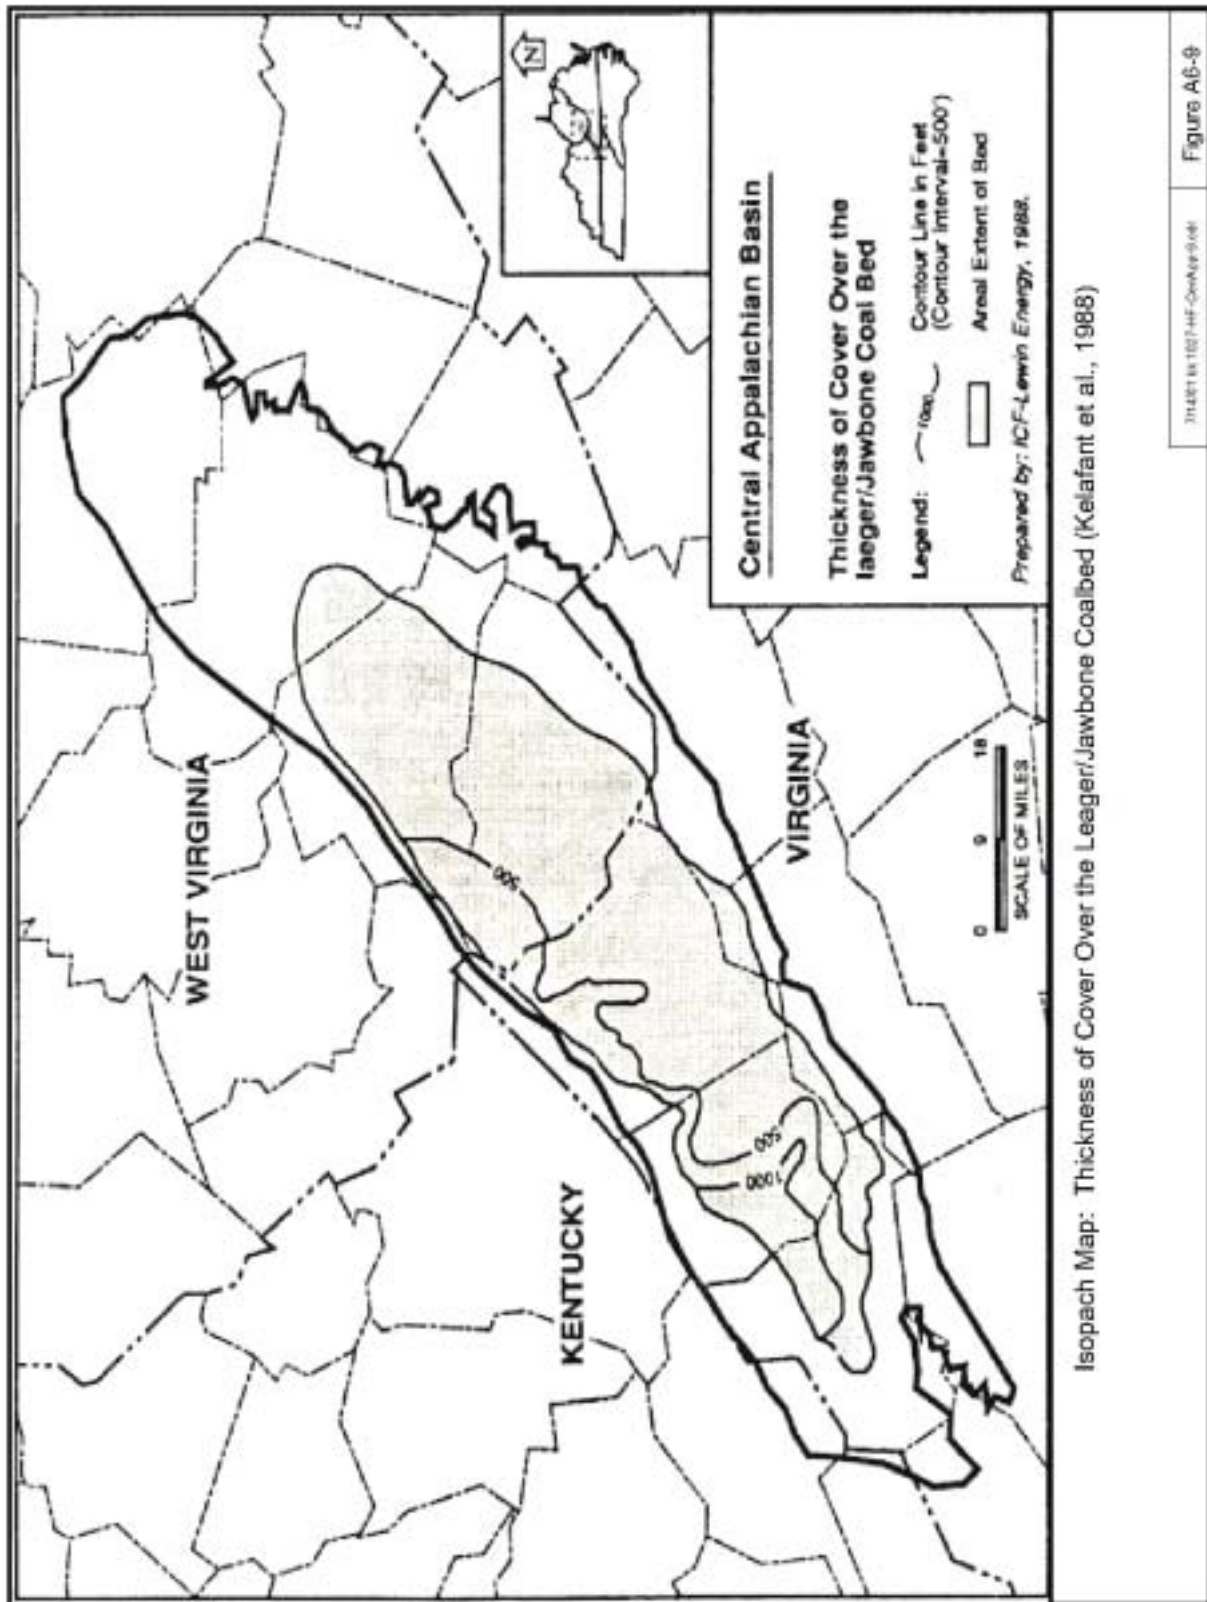 WEST VIRGINIA
KENTUCKY
VIRGINIA
500
500
1000
0 9 18
SCALE OF MILES
N
Central Appalachian Basin
Thickness of Cover Over the
Iaeger/Jawbone Coal Bed
Legend:
1000
Contour Line in Feet
(Contour Interval=500')
Areal Extent of Bed
Prepared by: ICF-Lewin Energy, 1988.
Isopach Map: Thickness of Cover Over the Leager/Jawbone Coalbed (Kelafant et al., 1988)
Figure A6-9